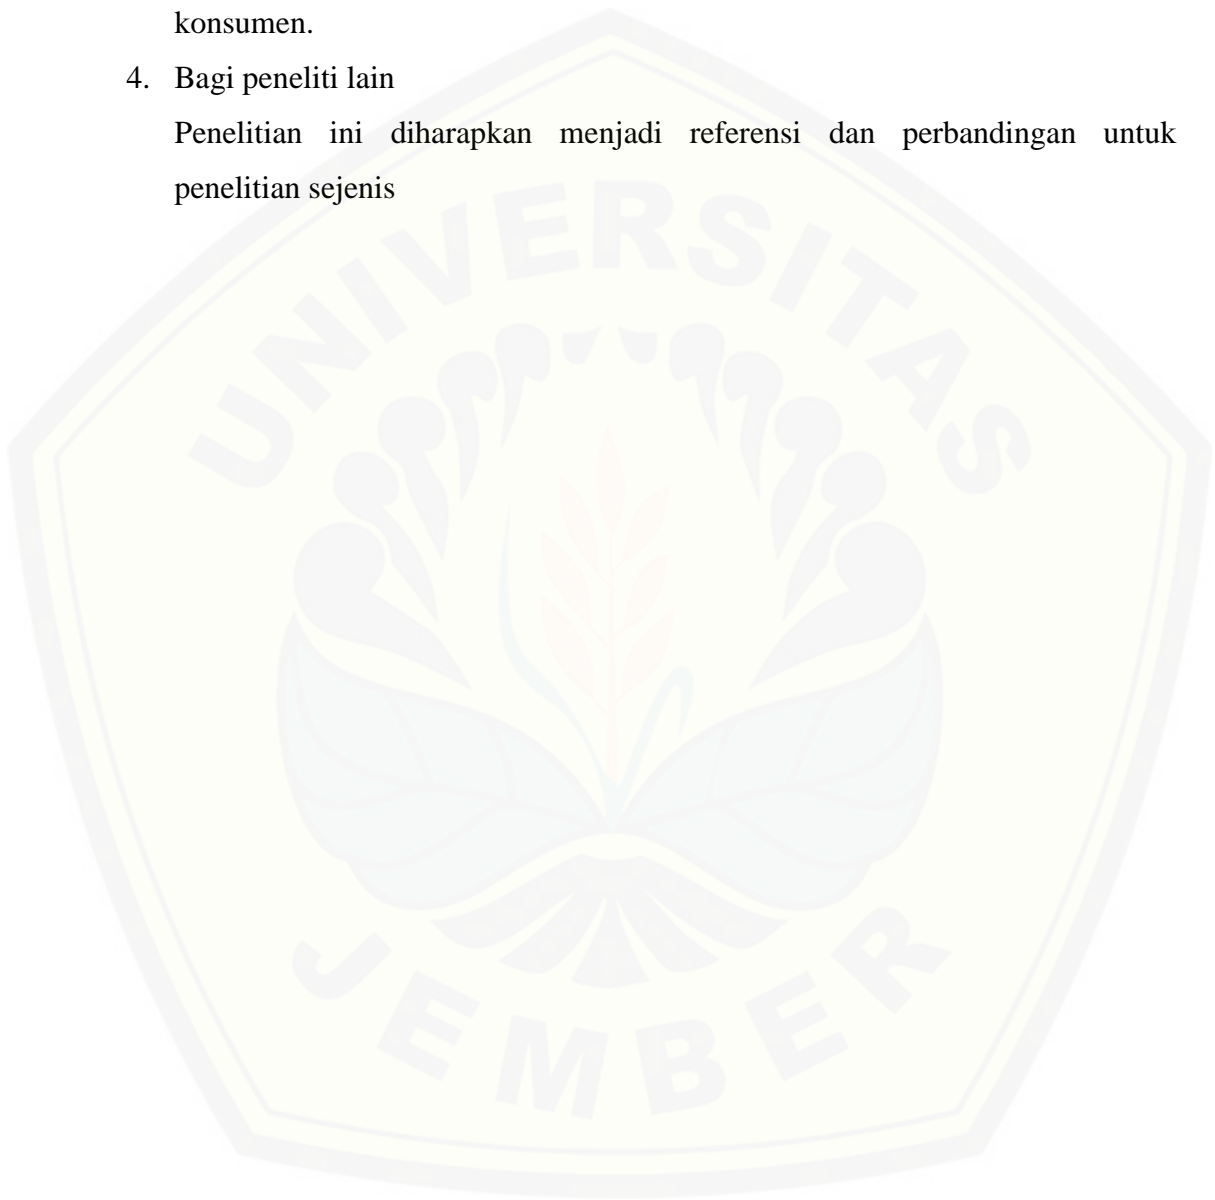 konsumen.
4. Bagi peneliti lain
Penelitian ini diharapkan menjadi referensi dan perbandingan untuk
penelitian sejenis
UNIVERSITAS
JEMBER